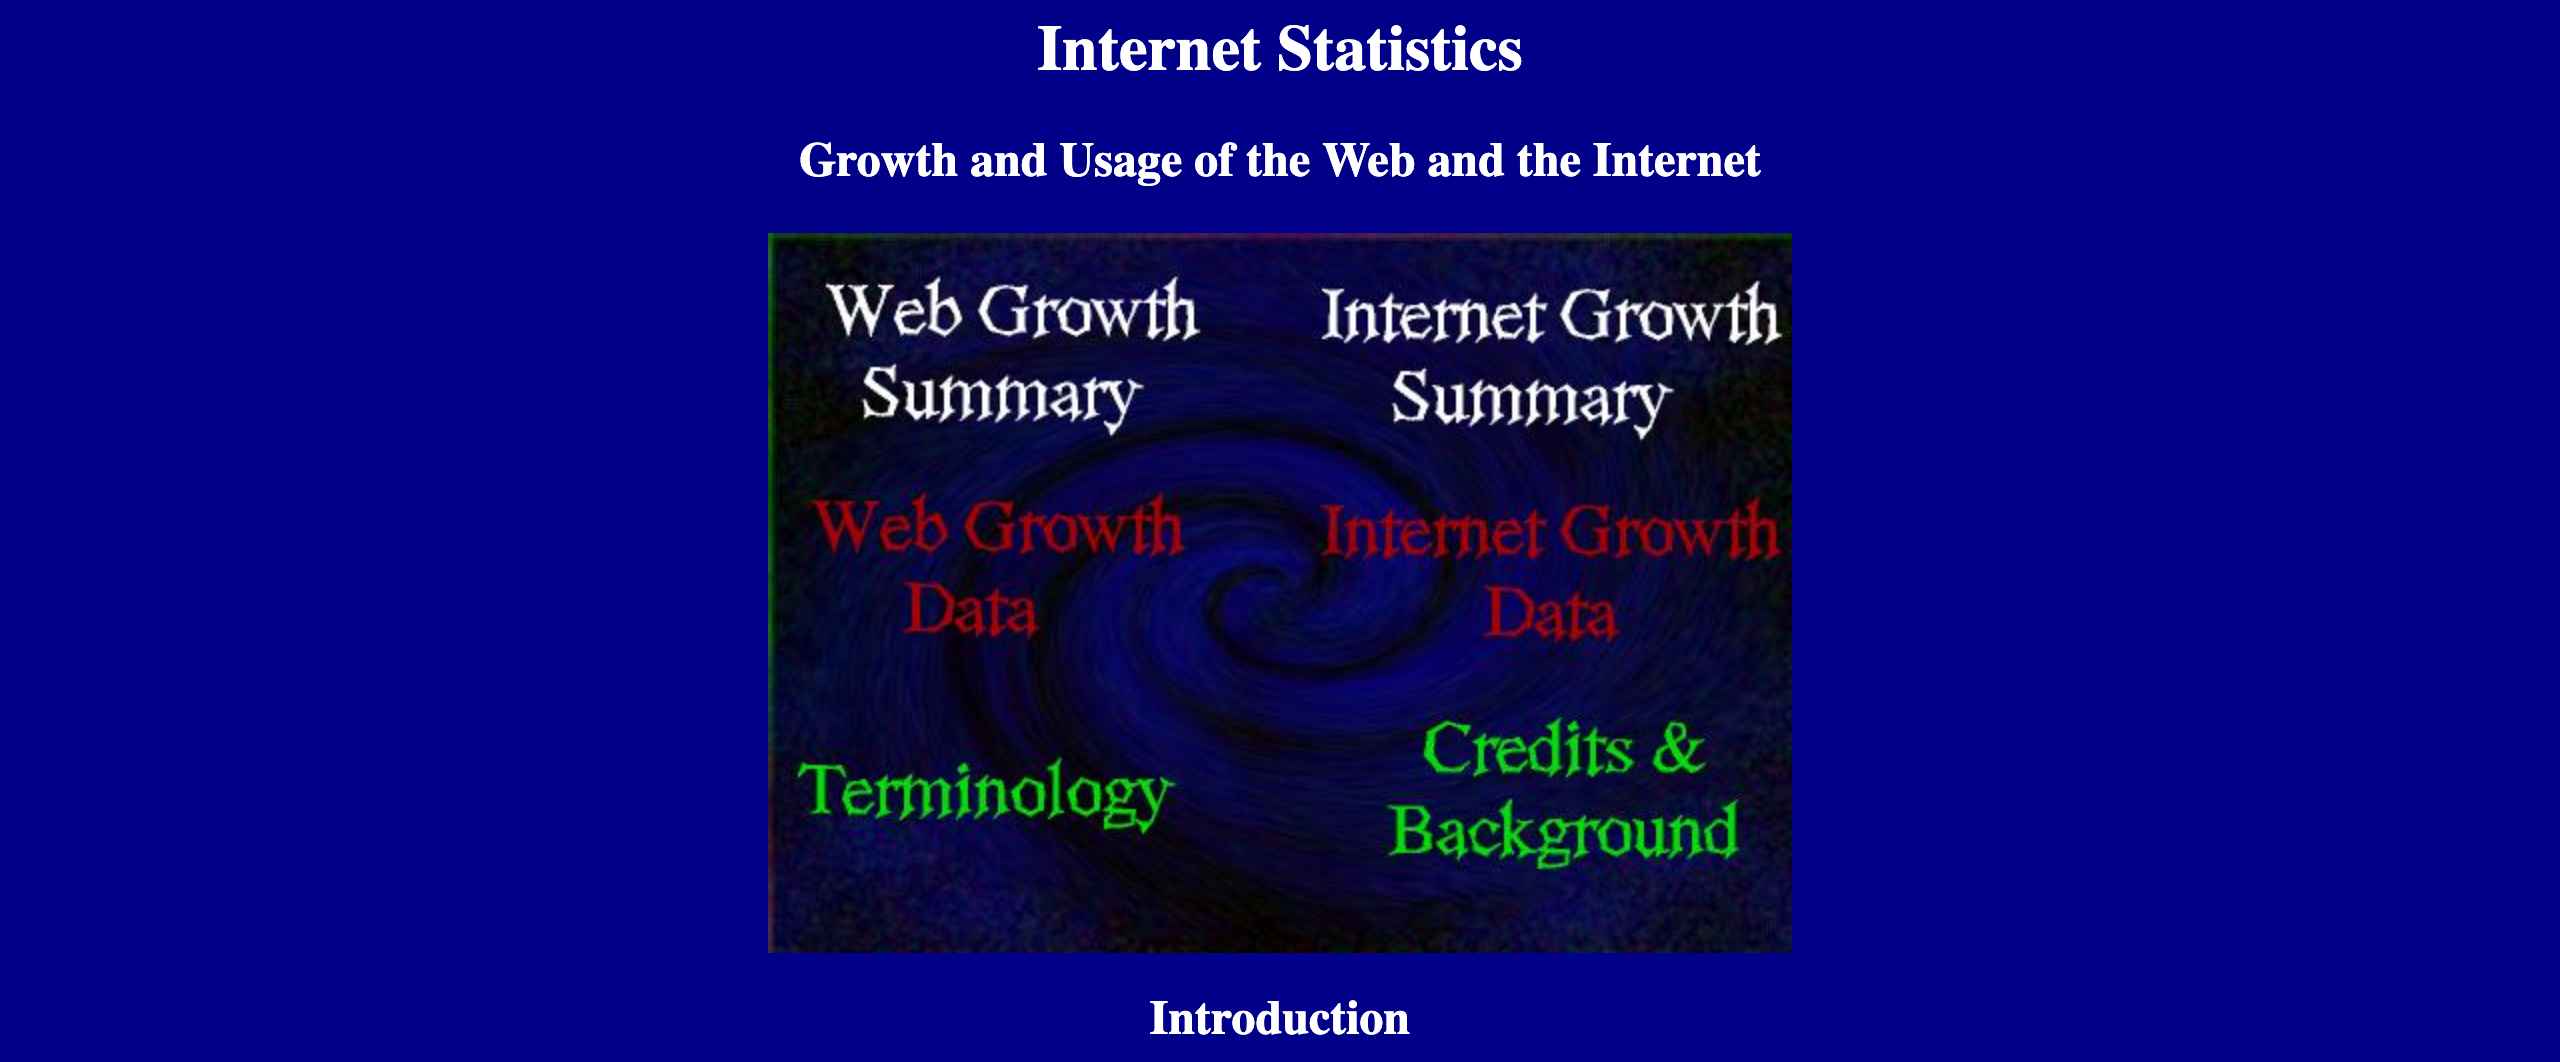 Internet Statistics
Growth and Usage of the Web and the Internet
Web Growth
Summary
Internet Growth
Summary
Web Growth
Data
Internet Growth
Data
Terminology
Credits &
Background
Introduction